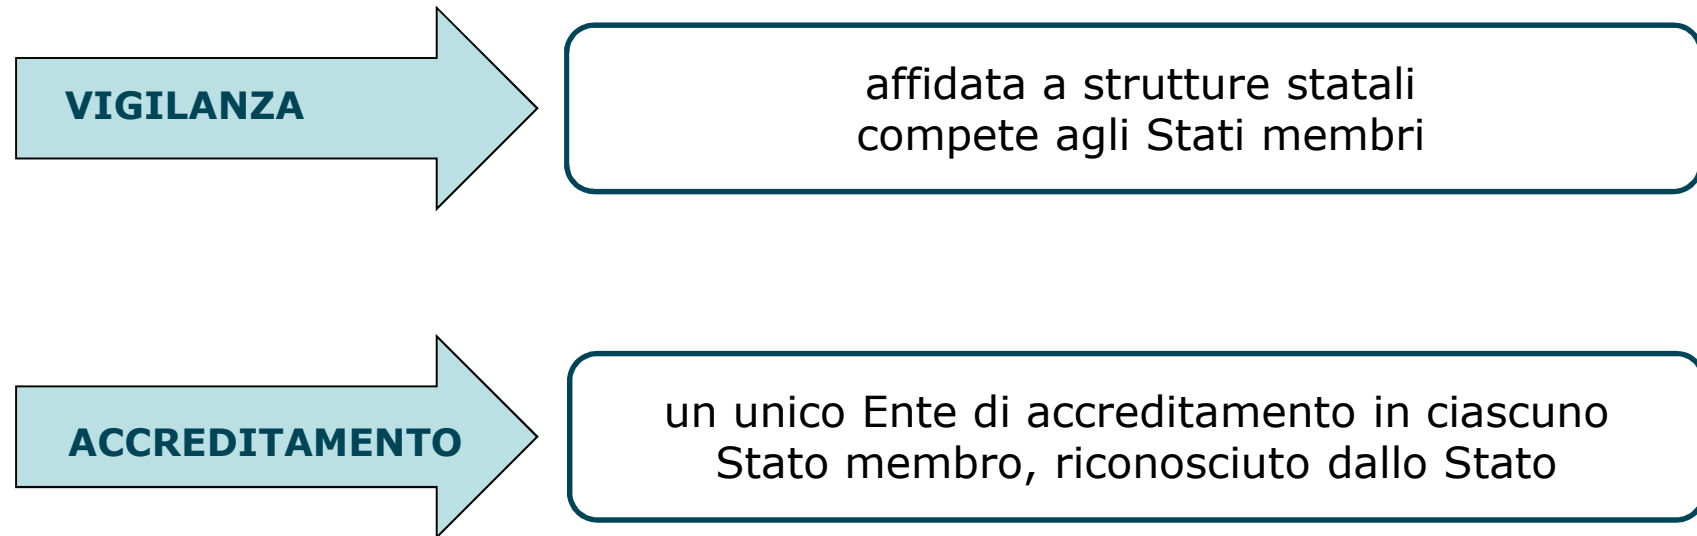 VIGILANZA
affidata a strutture statali
compete agli Stati membri
ACCREDITAMENTO
un unico Ente di accreditamento in ciascuno
Stato membro, riconosciuto dallo Stato